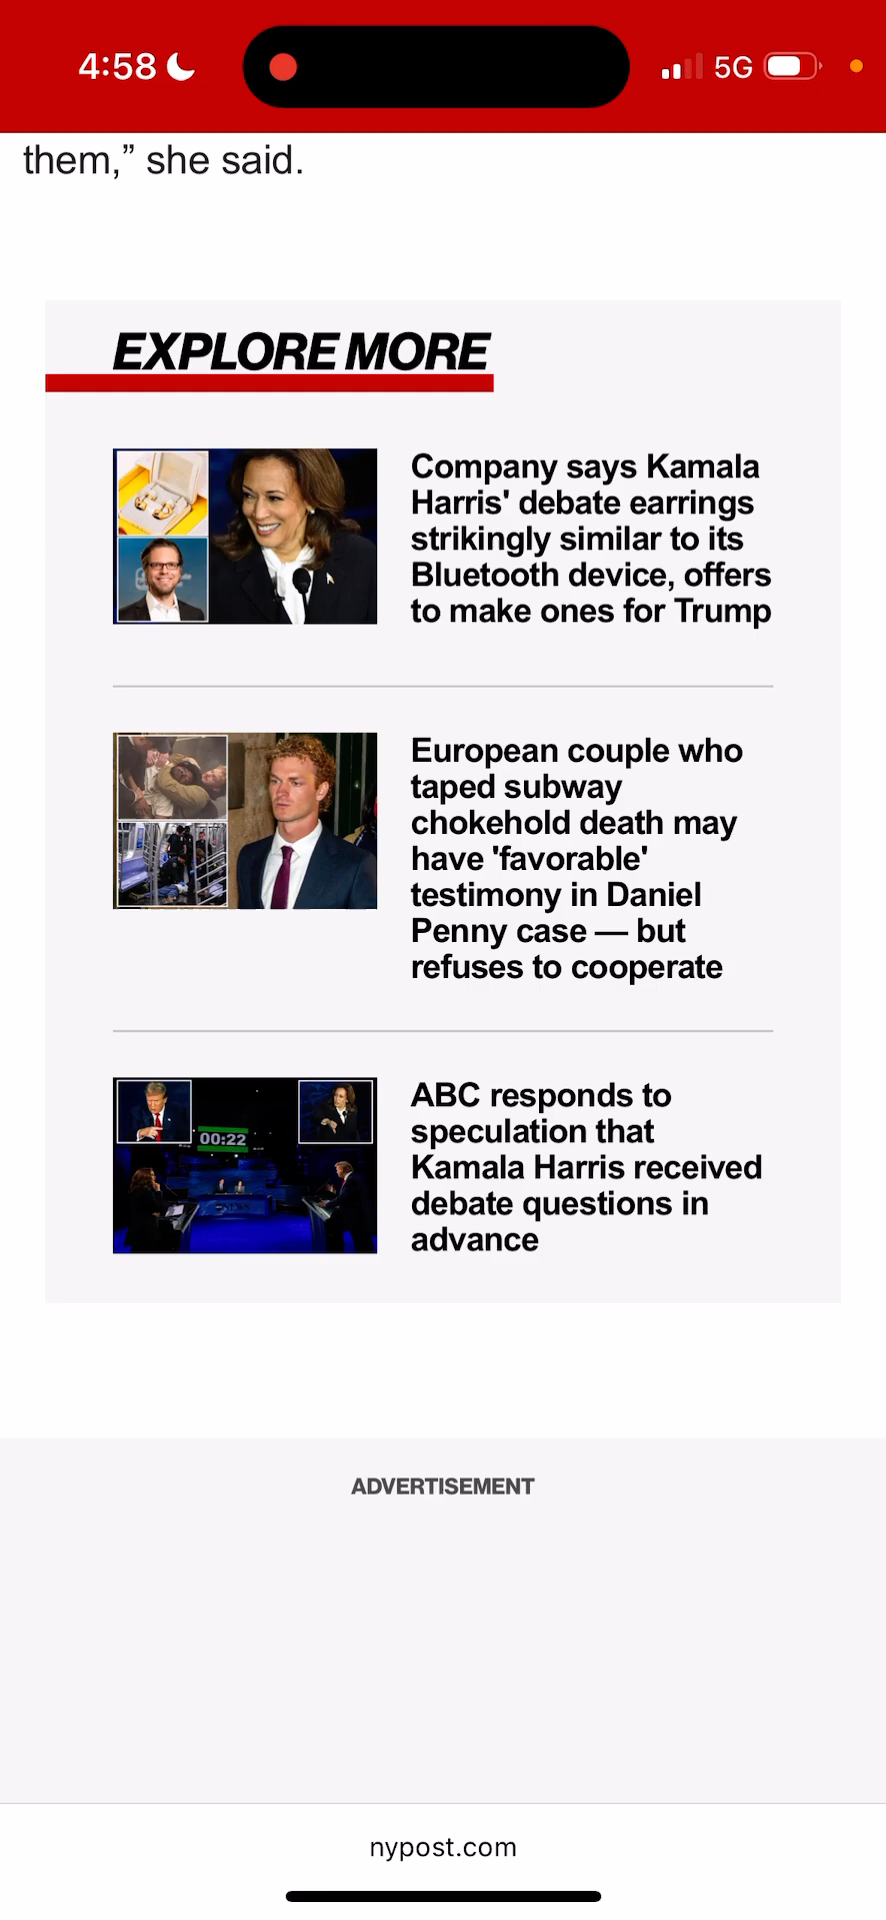 4:58
5G
them,” she said.
EXPLORE MORE
Company says Kamala
Harris' debate earrings
strikingly similar to its
Bluetooth device, offers
to make ones for Trump
European couple who
taped subway
chokehold death may
have 'favorable'
testimony in Daniel
Penny case — but
refuses to cooperate
00:22
ABC responds to
speculation that
Kamala Harris received
debate questions in
advance
ADVERTISEMENT
nypost.com